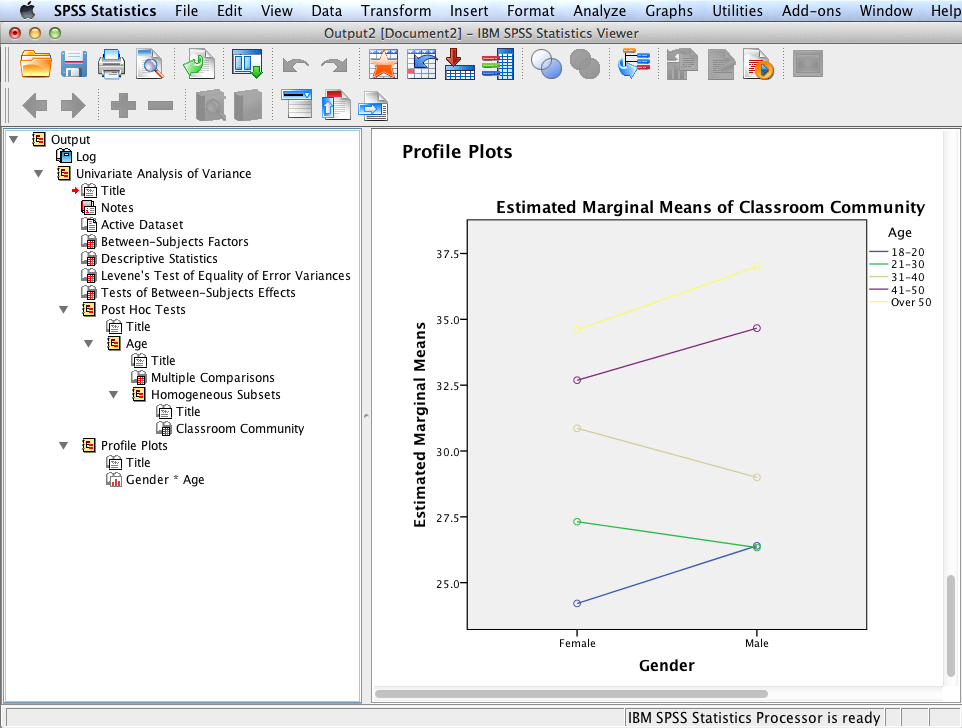 SPSS Statistics File Edit View Data Transform Insert Format Analyze Graphs Utilities Add-ons Window Help
Output2 [Document2] – IBM SPSS Statistics Viewer
Output
Log
Univariate Analysis of Variance
Title
Notes
Active Dataset
Between-Subjects Factors
Descriptive Statistics
Levene's Test of Equality of Error Variances
Tests of Between-Subjects Effects
Post Hoc Tests
Title
Age
Title
Multiple Comparisons
Homogeneous Subsets
Title
Classroom Community
Profile Plots
Title
Gender * Age
Profile Plots
Estimated Marginal Means of Classroom Community
Estimated Marginal Means
37.5
35.0
32.5
30.0
27.5
25.0
Female Male
Gender
Age
18-20
21-30
31-40
41-50
Over 50
IBM SPSS Statistics Processor is ready